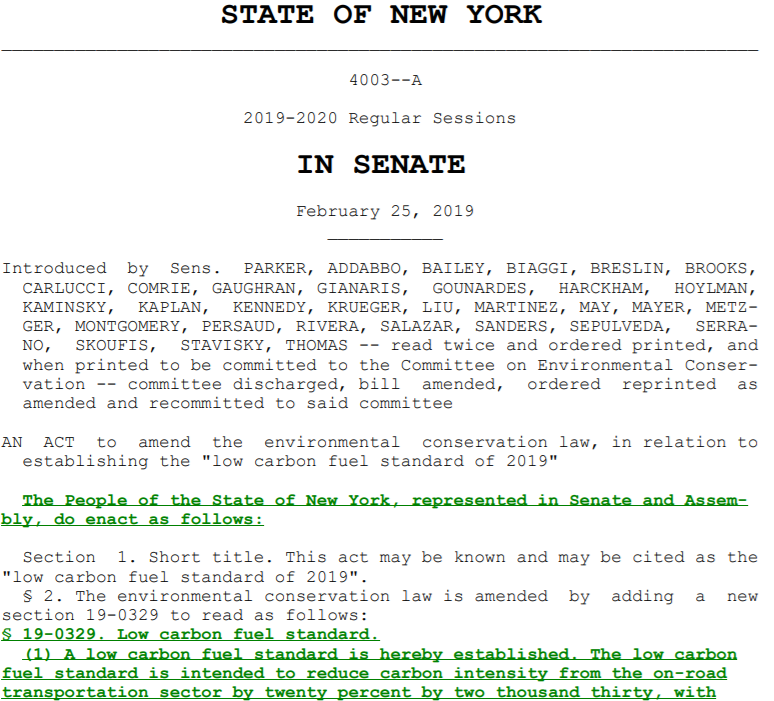 STATE OF NEW YORK
4003--A
2019-2020 Regular Sessions
IN SENATE
February 25, 2019
Introduced by Sens. PARKER, ADDABBO, BAILEY, BIAGGI, BRESLIN, BROOKS,
CARLUCCI, COMRIE, GAUGHRAN, GIANARIS, GOUNARDES, HARCKHAM, HOYLMAN,
KAMINSKY, KAPLAN, KENNEDY, KRUEGER, LIU, MARTINEZ, MAY, MAYER, METZ-
GER, MONTGOMERY, PERSAUD, RIVERA, SALAZAR, SANDERS, SEPULVEDA, SERRA-
NO, SKOUFIS, STAVISKY, THOMAS -- read twice and ordered printed, and
when printed to be committed to the Committee on Environmental Conser-
vation -- committee discharged, bill amended, ordered reprinted as
amended and recommitted to said committee
AN ACT to amend the environmental conservation law, in relation to
establishing the "low carbon fuel standard of 2019"
The People of the State of New York, represented in Senate and Assem-
bly, do enact as follows:
Section 1. Short title. This act may be known and may be cited as the
"low carbon fuel standard of 2019".
§ 2. The environmental conservation law is amended by adding a new
section 19-0329 to read as follows:
§ 19-0329. Low carbon fuel standard.
(1) A low carbon fuel standard is hereby established. The low carbon
fuel standard is intended to reduce carbon intensity from the on-road
transportation sector by twenty percent by two thousand thirty, with